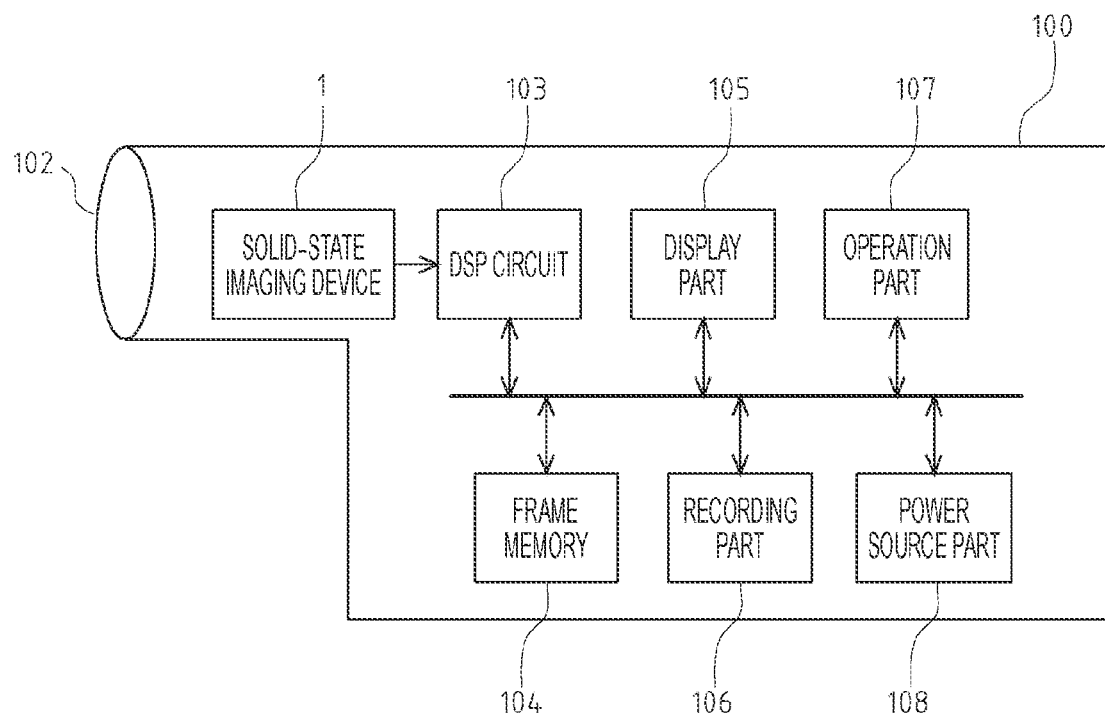 100
1
103
105
107
102
SOLID-STATE
IMAGING DEVICE
DSP CIRCUIT
DISPLAY
PART
OPERATION
PART
FRAME
MEMORY
RECORDING
PART
POWER
SOURCE PART
104
106
108